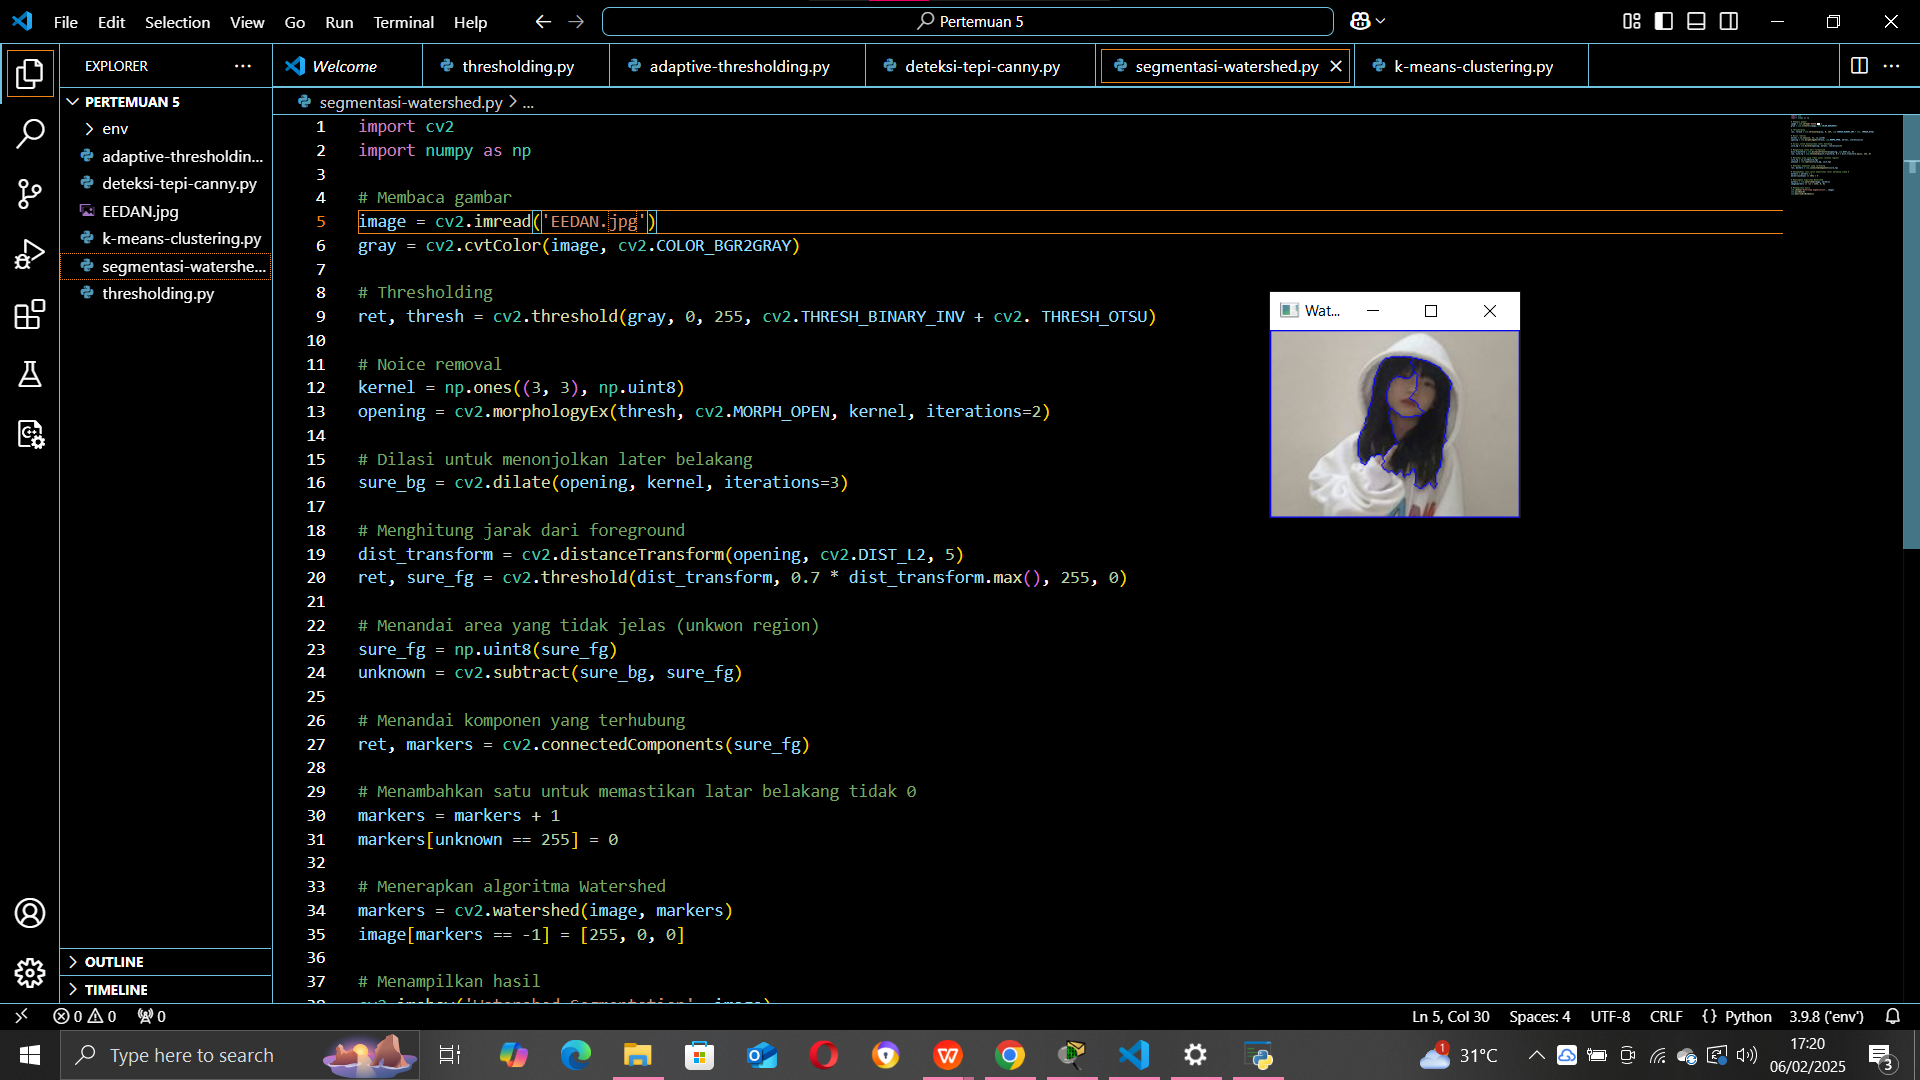 File Edit Selection View Go Run Terminal Help
Pertemuan 5
EXPLORER
Welcome
thresholding.py
adaptive-thresholding.py
deteksi-tepi-canny.py
segmentasi-watershed.py
k-means-clustering.py
PERTEMUAN 5
env
adaptive-thresholdin...
deteksi-tepi-canny.py
EEDAN.jpg
k-means-clustering.py
segmentasi-watershe...
thresholding.py
OUTLINE
TIMELINE
segmentasi-watershed.py > ...
1 import cv2
2 import numpy as np
3
4 # Membaca gambar
5 image = cv2.imread('EEDAN.jpg')
6 gray = cv2.cvtColor(image, cv2.COLOR_BGR2GRAY)
7
8 # Thresholding
9 ret, thresh = cv2.threshold(gray, 0, 255, cv2.THRESH_BINARY_INV + cv2. THRESH_OTSU)
10
11 # Noice removal
12 kernel = np.ones((3, 3), np.uint8)
13 opening = cv2.morphologyEx(thresh, cv2.MORPH_OPEN, kernel, iterations=2)
14
15 # Dilasi untuk menonjolkan later belakang
16 sure_bg = cv2.dilate(opening, kernel, iterations=3)
17
18 # Menghitung jarak dari foreground
19 dist_transform = cv2.distanceTransform(opening, cv2.DIST_L2, 5)
20 ret, sure_fg = cv2.threshold(dist_transform, 0.7 * dist_transform.max(), 255, 0)
21
22 # Menandai area yang tidak jelas (unkwon region)
23 sure_fg = np.uint8(sure_fg)
24 unknown = cv2.subtract(sure_bg, sure_fg)
25
26 # Menandai komponen yang terhubung
27 ret, markers = cv2.connectedComponents(sure_fg)
28
29 # Menambahkan satu untuk memastikan latar belakang tidak 0
30 markers = markers + 1
31 markers[unknown == 255] = 0
32
33 # Menerapkan algoritma Watershed
34 markers = cv2.watershed(image, markers)
35 image[markers == -1] = [255, 0, 0]
36
37 # Menampilkan hasil
38 cv2.imshow('Watershed Segmentation', image)
Wat...
0 0 0
Ln 5, Col 30 Spaces: 4 UTF-8 CRLF {} Python 3.9.8 ('env')
Type here to search
1
31°C
17:20
06/02/2025
3